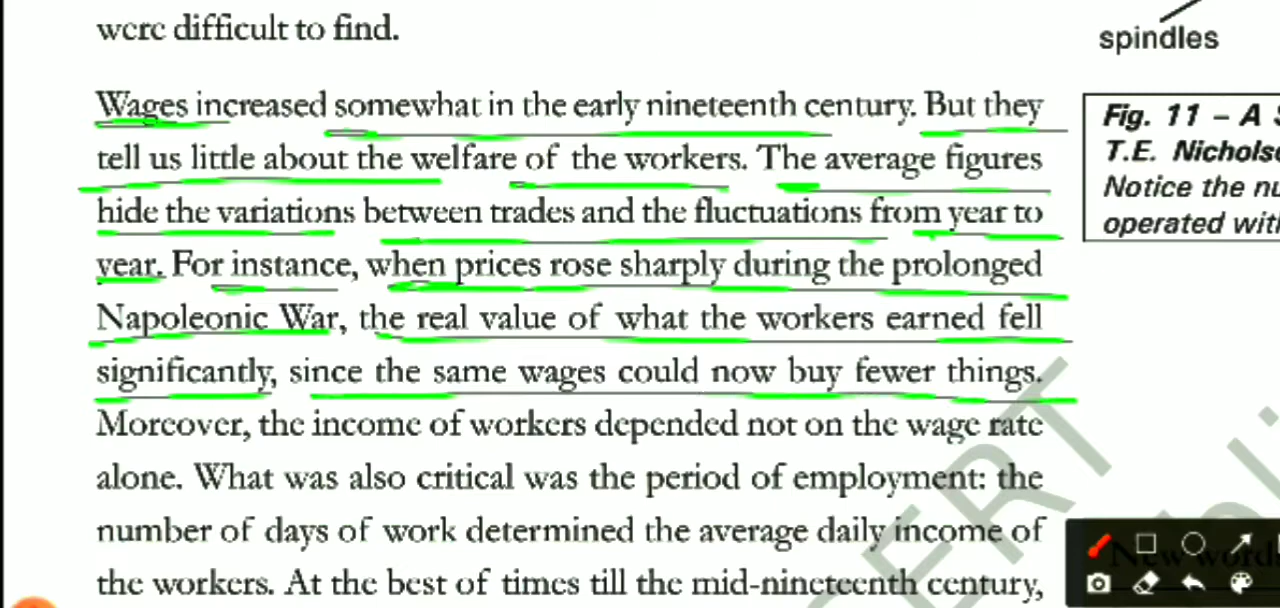 were difficult to find.
spindles
Wages increased somewhat in the early nineteenth century. But they
tell us little about the welfare of the workers. The average figures
hide the variations between trades and the fluctuations from year to
year. For instance, when prices rose sharply during the prolonged
Napoleonic War, the real value of what the workers earned fell
significantly, since the same wages could now buy fewer things.
Moreover, the income of workers depended not on the wage rate
alone. What was also critical was the period of employment: the
number of days of work determined the average daily income of
the workers. At the best of times till the mid-nineteenth century,
Fig. 11 – A
T.E.
Notice the
operated
New